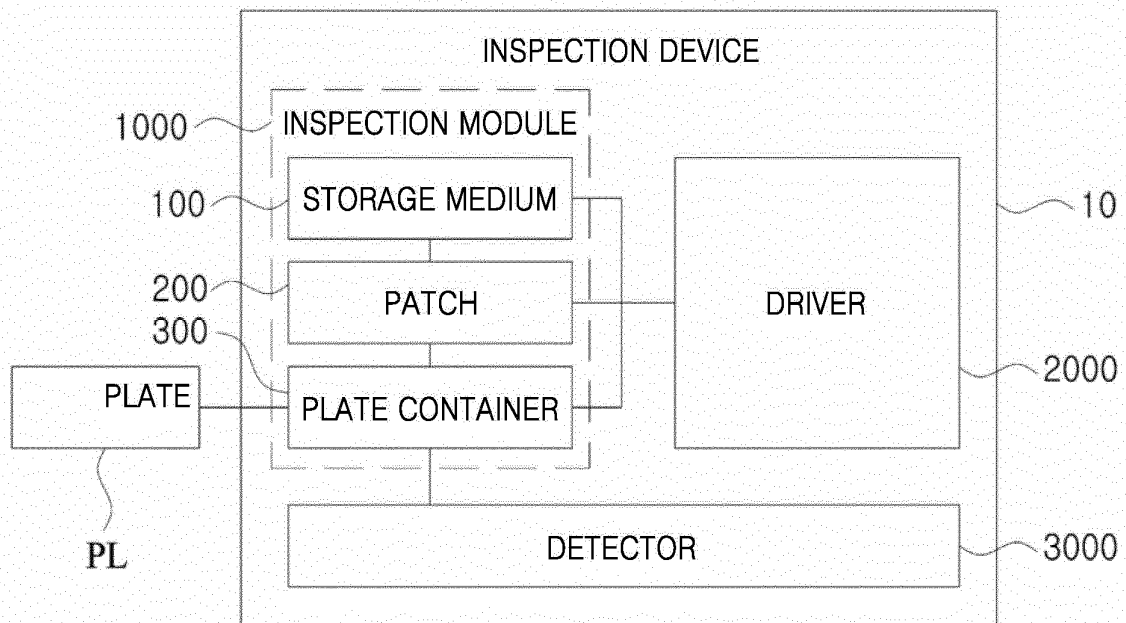 INSPECTION DEVICE
1000
INSPECTION MODULE
100
STORAGE MEDIUM
10
200
PATCH
DRIVER
300
2000
PLATE
PLATE CONTAINER
PL
DETECTOR
3000